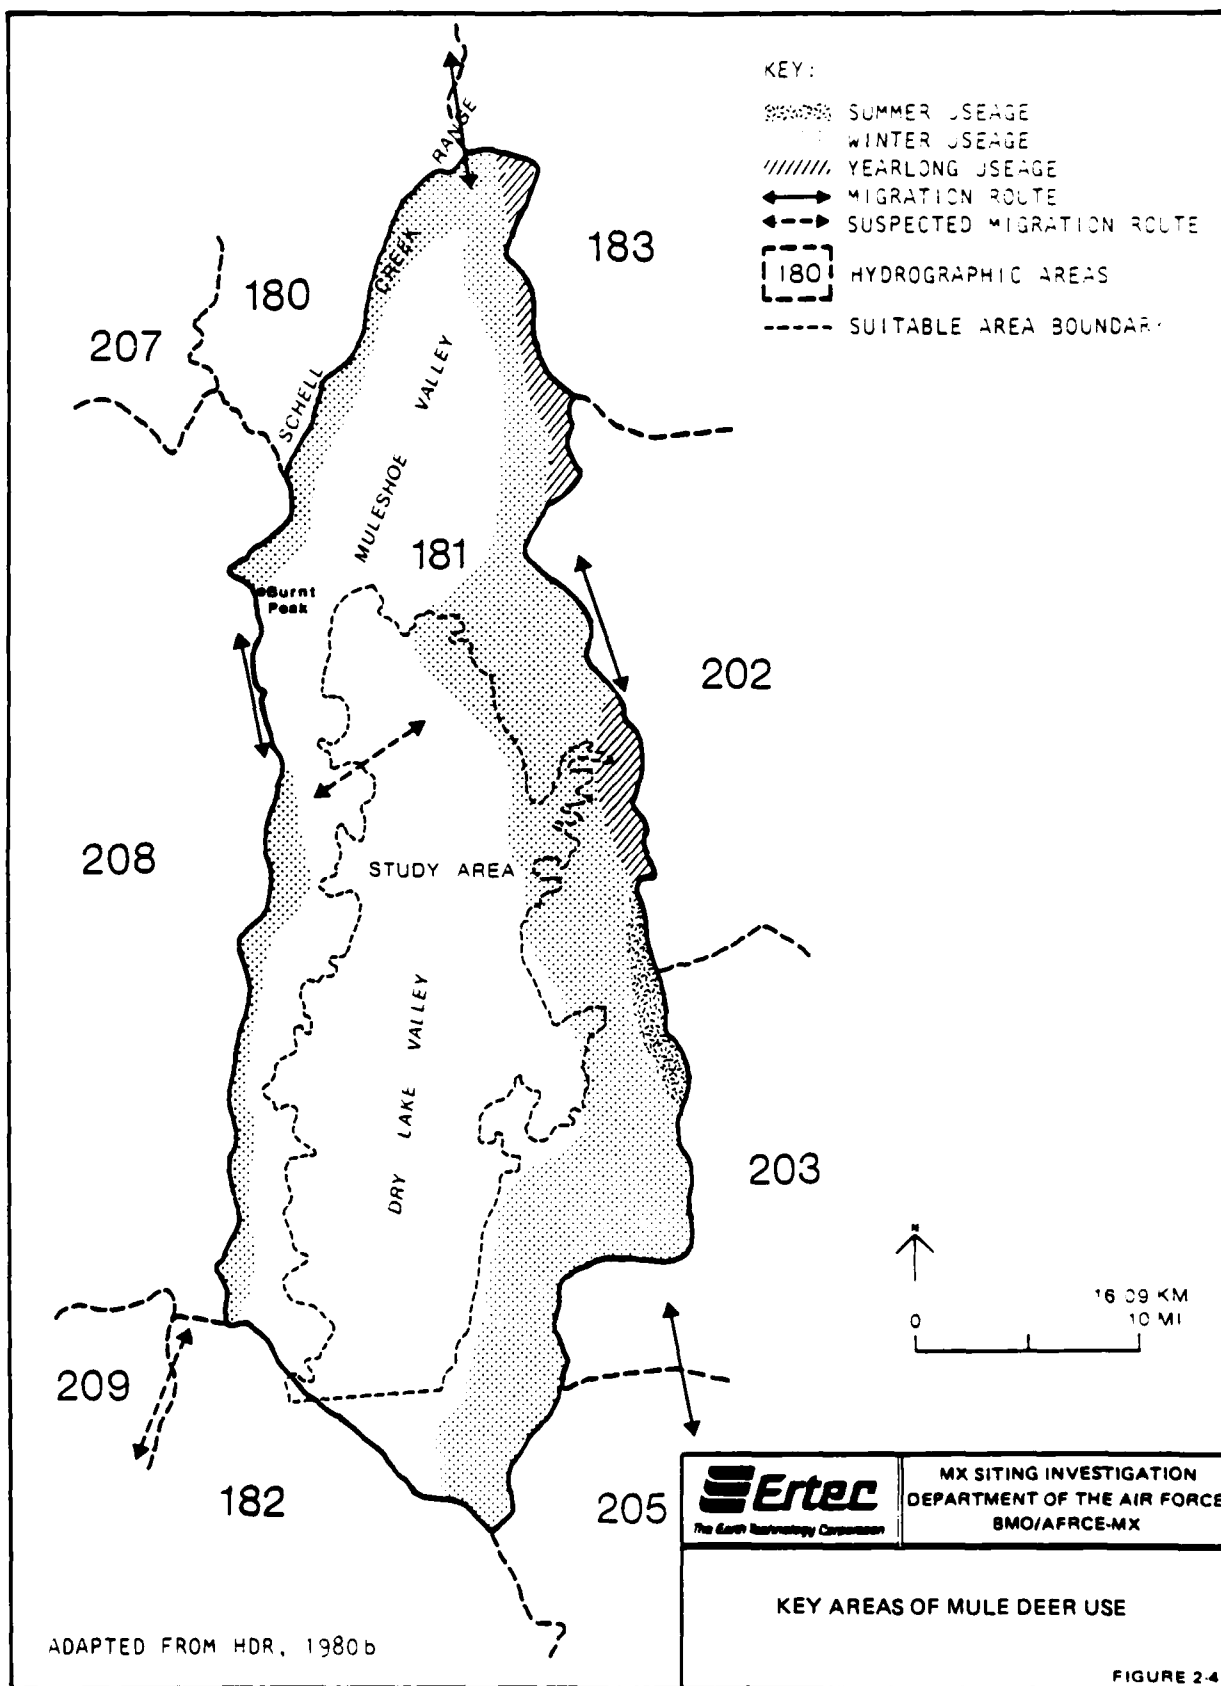 KEY:
SUMMER USEAGE
WINTER USEAGE
YEARLONG USEAGE
MIGRATION ROUTE
SUSPECTED MIGRATION ROUTE
180 HYDROGRAPHIC AREAS
SUITABLE AREA BOUNDARY
SCHELL CREEK RANGE
183
180
207
MULESHOE VALLEY
181
Burnt
Peak
202
208
STUDY AREA
DRY LAKE VALLEY
203
N
16.09 KM
0 10 MI
209
182
205
Ertec
The Earth Technology Corporation
MX SITING INVESTIGATION
DEPARTMENT OF THE AIR FORCE
BMO/AFRCE-MX
KEY AREAS OF MULE DEER USE
ADAPTED FROM HDR, 1980b
FIGURE 2-4